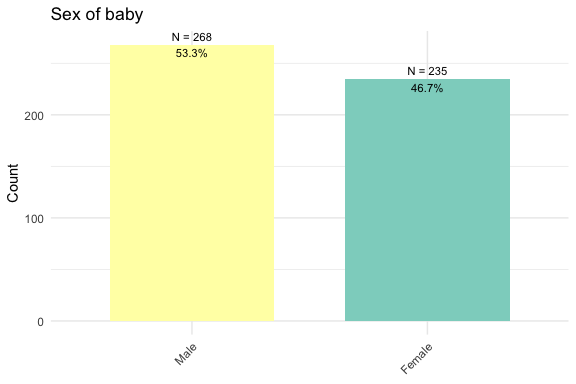 Sex of baby
N = 268
53.3%
N = 235
46.7%
Count
200
100
0
Male
Female